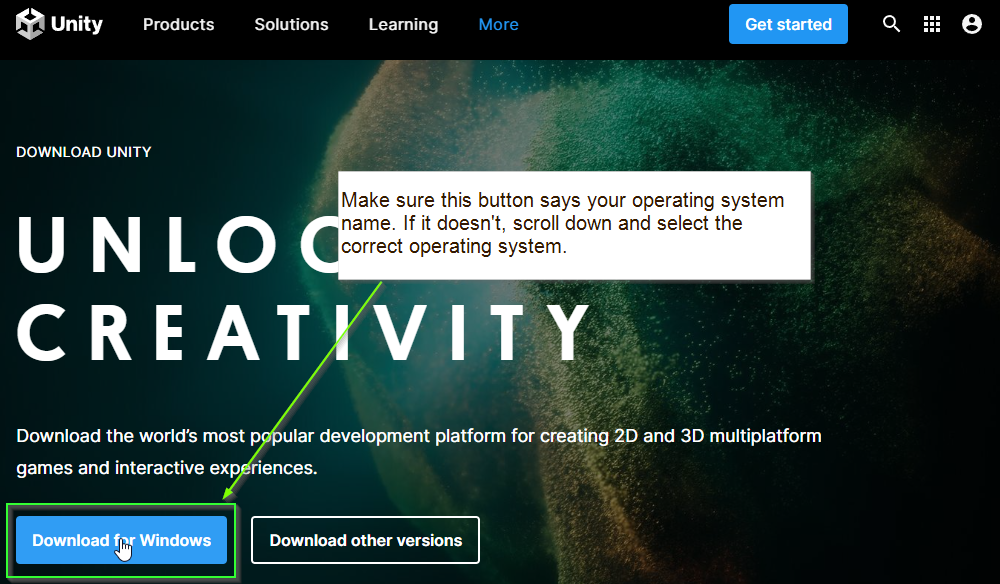 Unity Products Solutions Learning More Get started
DOWNLOAD UNITY
Make sure this button says your operating system
name. If it doesn't, scroll down and select the
correct operating system.
UNLOC
CREATIVITY
Download the world's most popular development platform for creating 2D and 3D multiplatform
games and interactive experiences.
Download for Windows Download other versions